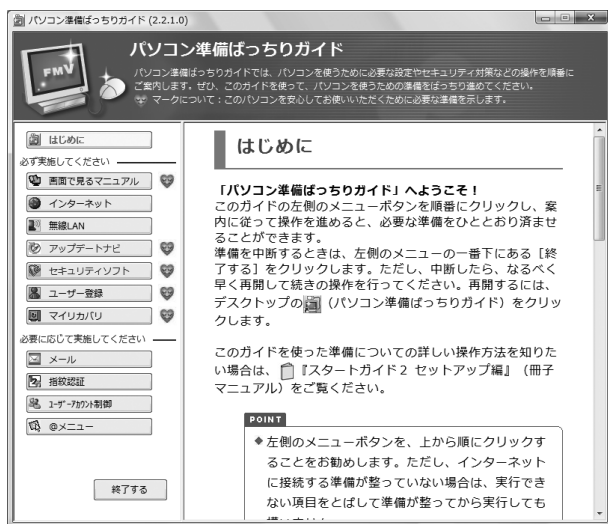 パソコン準備ばっちりガイド (2.2.1.0)
FMV
パソコン準備ばっちりガイド
パソコン準備ばっちりガイドでは、パソコンを使うために必要な設定やセキュリティ対策などの操作を順番に
ご案内します。ぜひ、このガイドを使って、パソコンを使うための準備をばっちり進めてください。
マークについて：このパソコンを安心してお使いいただくために必要な準備を示します。
はじめに
必ず実施してください
画面で見るマニュアル
インターネット
無線LAN
アップデートナビ
セキュリティソフト
ユーザー登録
マイリカバリ
必要に応じて実施してください
メール
指紋認証
ユーザーアカウント制御
@メニュー
終了する
はじめに
「パソコン準備ばっちりガイド」へようこそ！
このガイドの左側のメニューボタンを順番にクリックし、案
内に従って操作を進めると、必要な準備をひととおり済ませ
ることができます。
準備を中断するときは、左側のメニューの一番下にある［終
了する］をクリックします。ただし、中断したら、なるべく
早く再開して続きの操作を行ってください。再開するには、
デスクトップの（パソコン準備ばっちりガイド）をクリッ
クします。
このガイドを使った準備についての詳しい操作方法を知りた
い場合は、『スタートガイド２ セットアップ編』（冊子
マニュアル）をご覧ください。
POINT
◆左側のメニューボタンを、上から順にクリックす
ることをお勧めします。ただし、インターネット
に接続する準備が整っていない場合は、実行でき
ない項目をとばして準備が整ってから実行しても